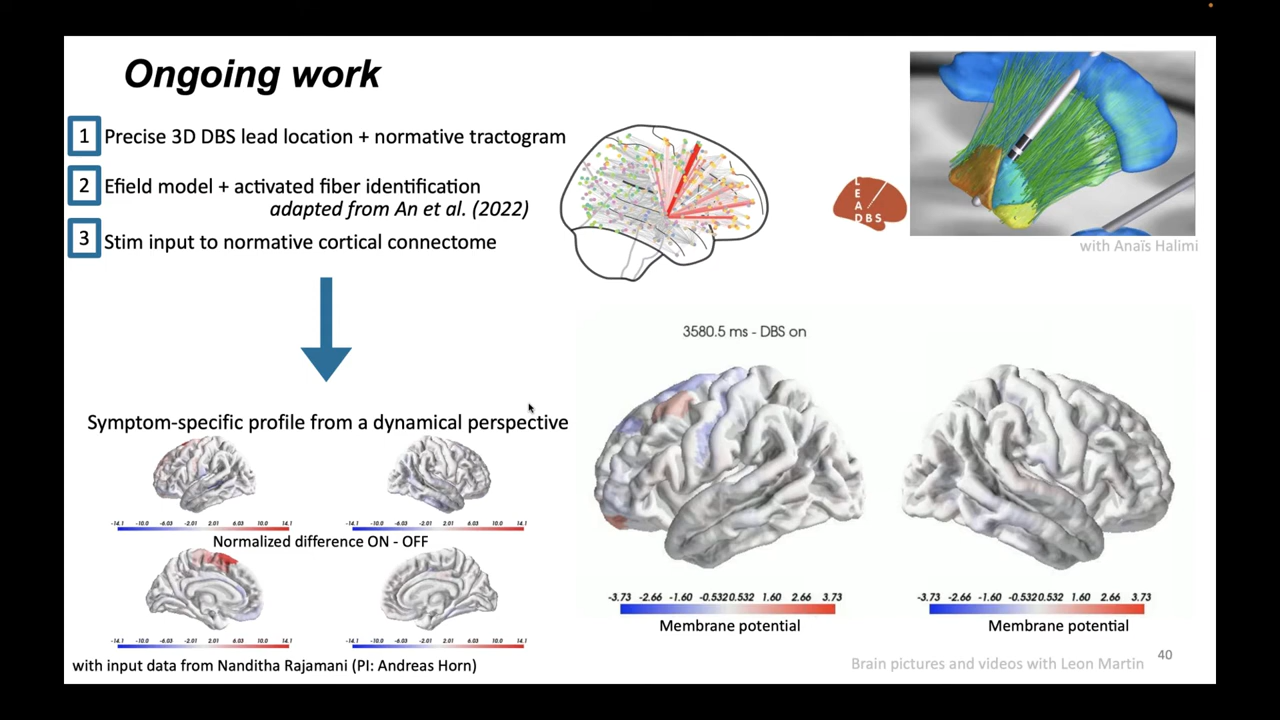 Ongoing work
1 Precise 3D DBS lead location + normative tractogram
2 Efield model + activated fiber identification
adapted from An et al. (2022)
3 Stim input to normative cortical connectome
LEAD DBS
with Anaïs Halimi
Symptom-specific profile from a dynamical perspective
-14.1 -10.0 -6.03 -2.01 2.01 6.03 10.0 14.1
-14.1 -10.0 -6.03 -2.01 2.01 6.03 10.0 14.1
Normalized difference ON - OFF
-14.1 -10.0 -6.03 -2.01 2.01 6.03 10.0 14.1
-14.1 -10.0 -6.03 -2.01 2.01 6.03 10.0 14.1
with input data from Nanditha Rajamani (PI: Andreas Horn)
3580.5 ms - DBS on
-3.73 -2.66 -1.60 -0.532 0.532 1.60 2.66 3.73
-3.73 -2.66 -1.60 -0.532 0.532 1.60 2.66 3.73
Membrane potential
Membrane potential
Brain pictures and videos with Leon Martin
40